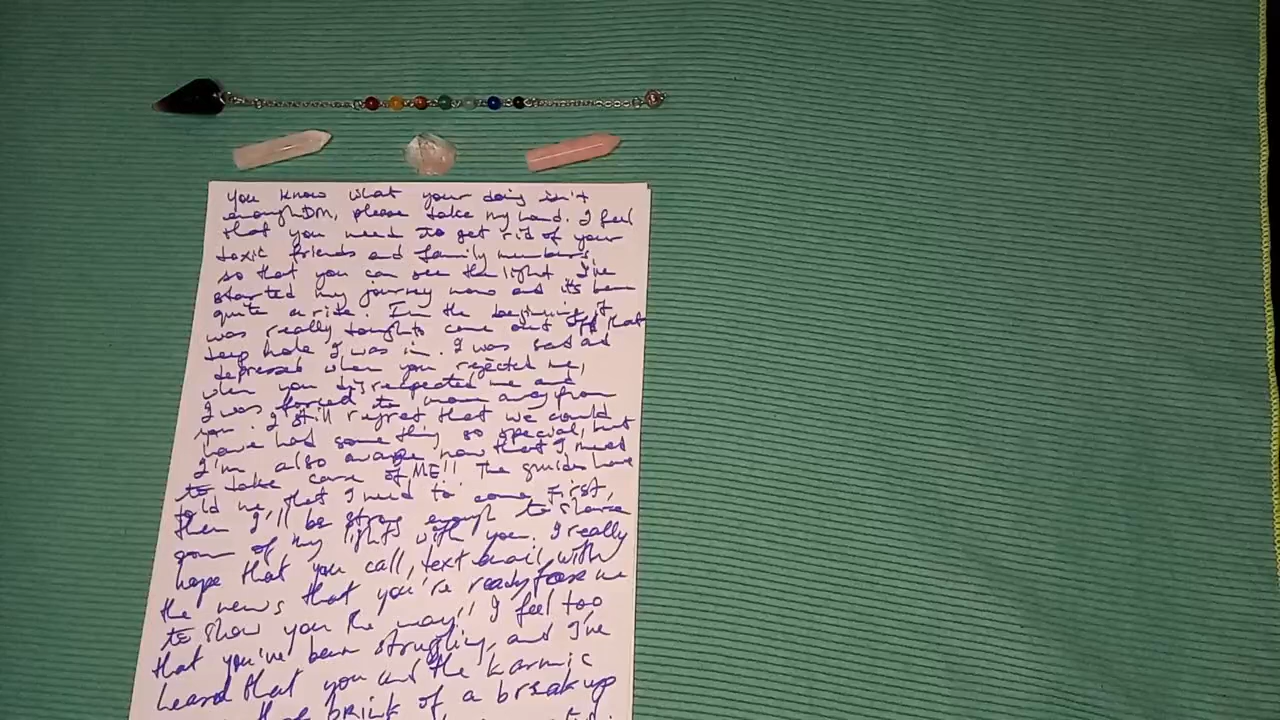 you know what your doing isn't
enough DM, please take my hand. I feel
that you need to get rid of your
toxic friends and family members,
so that you can see the light. I've
started my journey now and its been
quite a ride. In the beginning it
was really tough to come out off that
deep hole I was in. I was sad and
depressed when you rejected me,
when you disrespected me and
I was forced to move away from
you. I still regret that we could
have had something so special, but
I'm also aware now that I need
to take care of ME!! The guides have
told me, that I need to come first,
then I'll be strong enough to share
of my lights with you. I really
hope that you call, text email with
the news that you're ready for me
to show you the way!! I feel too
that you've been struggling, and I've
heard that you and the karmic
brink of a breakup